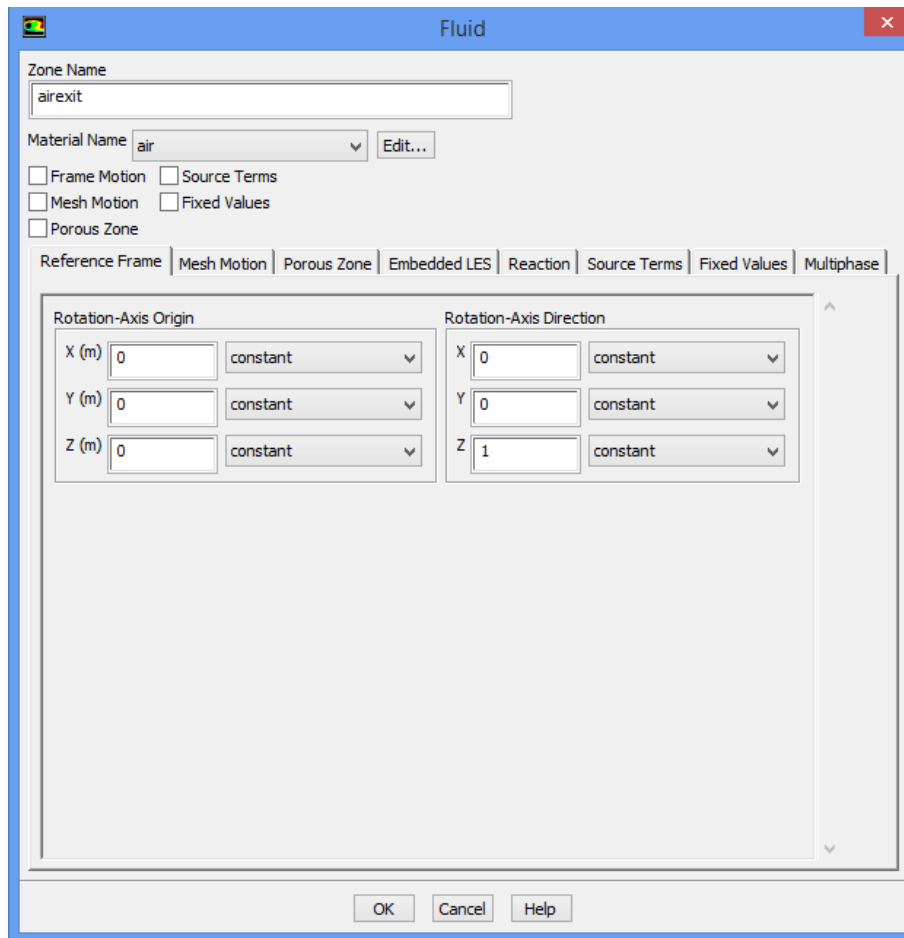 Fluid
Zone Name
airexit
Material Name air Edit...
Frame Motion Source Terms
Mesh Motion Fixed Values
Porous Zone
Reference Frame Mesh Motion Porous Zone Embedded LES Reaction Source Terms Fixed Values Multiphase
Rotation-Axis Origin Rotation-Axis Direction
X (m) 0 constant X 0 constant
Y (m) 0 constant Y 0 constant
Z (m) 0 constant Z 1 constant
OK Cancel Help